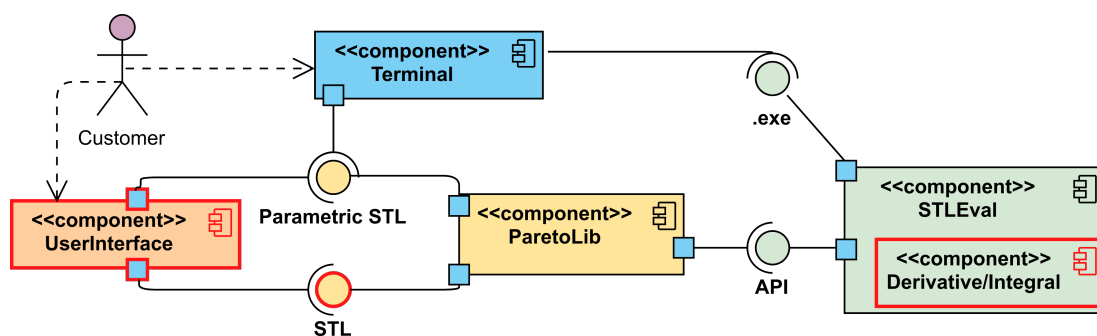 <<component>>
Terminal
Customer
.exe
<<component>>
UserInterface
Parametric STL
<<component>>
ParetoLib
<<component>>
STLEval
<<component>>
Derivative/Integral
API
STL